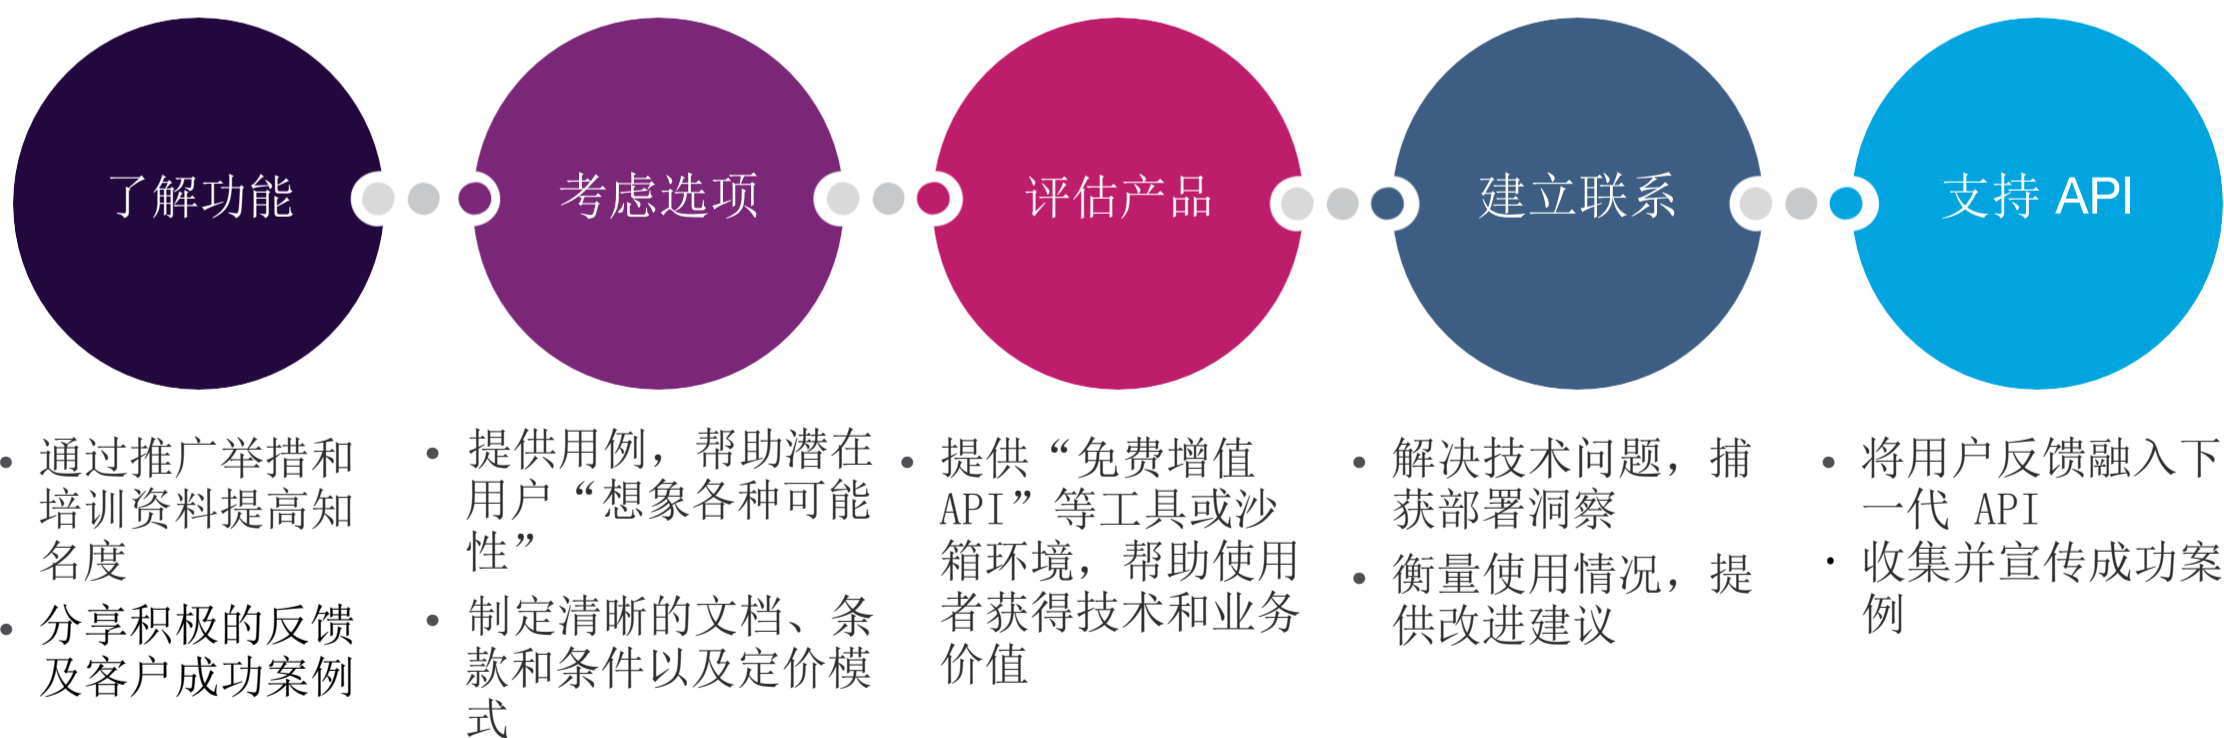 了解功能
考虑选项
评估产品
建立联系
支持 API
• 通过推广举措和
培训资料提高知
名度
• 分享积极的反馈
及客户成功案例
• 提供用例，帮助潜在
用户“想象各种可能
性”
• 制定清晰的文档、条
款和条件以及定价模
式
• 提供“免费增值
API”等工具或沙
箱环境，帮助使用
者获得技术和业务
价值
• 解决技术问题，捕
获部署洞察
• 衡量使用情况，提
供改进建议
• 将用户反馈融入下
一代 API
• 收集并宣传成功案
例